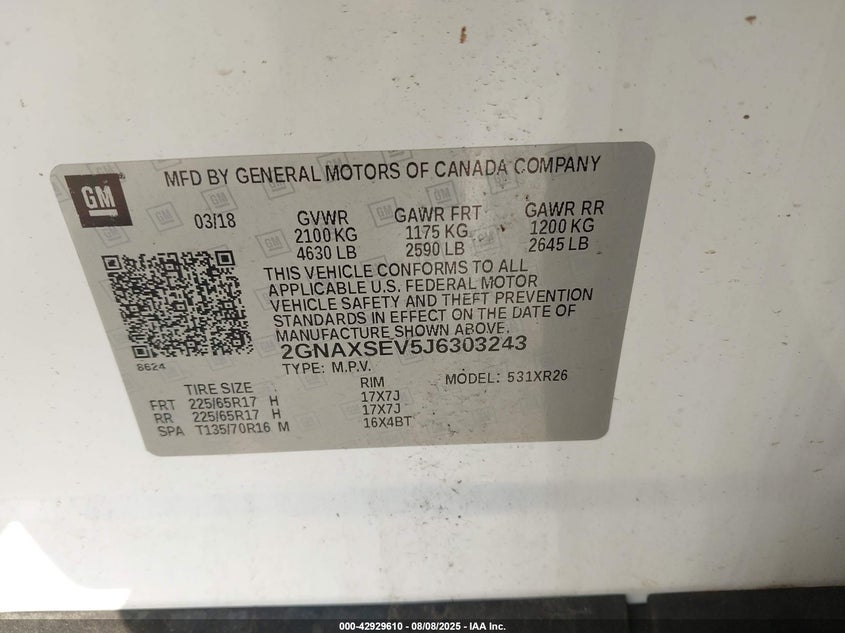 GM
MFD BY GENERAL MOTORS OF CANADA COMPANY
03/18 GVWR GAWR FRT GAWR RR
2100 KG 1175 KG 1200 KG
4630 LB 2590 LB 2645 LB
THIS VEHICLE CONFORMS TO ALL
APPLICABLE U.S. FEDERAL MOTOR
VEHICLE SAFETY AND THEFT PREVENTION
STANDARDS IN EFFECT ON THE DATE OF
MANUFACTURE SHOWN ABOVE.
2GNAXSEV5J6303243
8624
TYPE: M.P.V. MODEL: 531XR26
TIRE SIZE RIM
FRT 225/65R17 H 17X7J
RR 225/65R17 H 17X7J
SPA T135/70R16 M 16X4BT
000-42929610 - 08/08/2025 - IAA Inc.